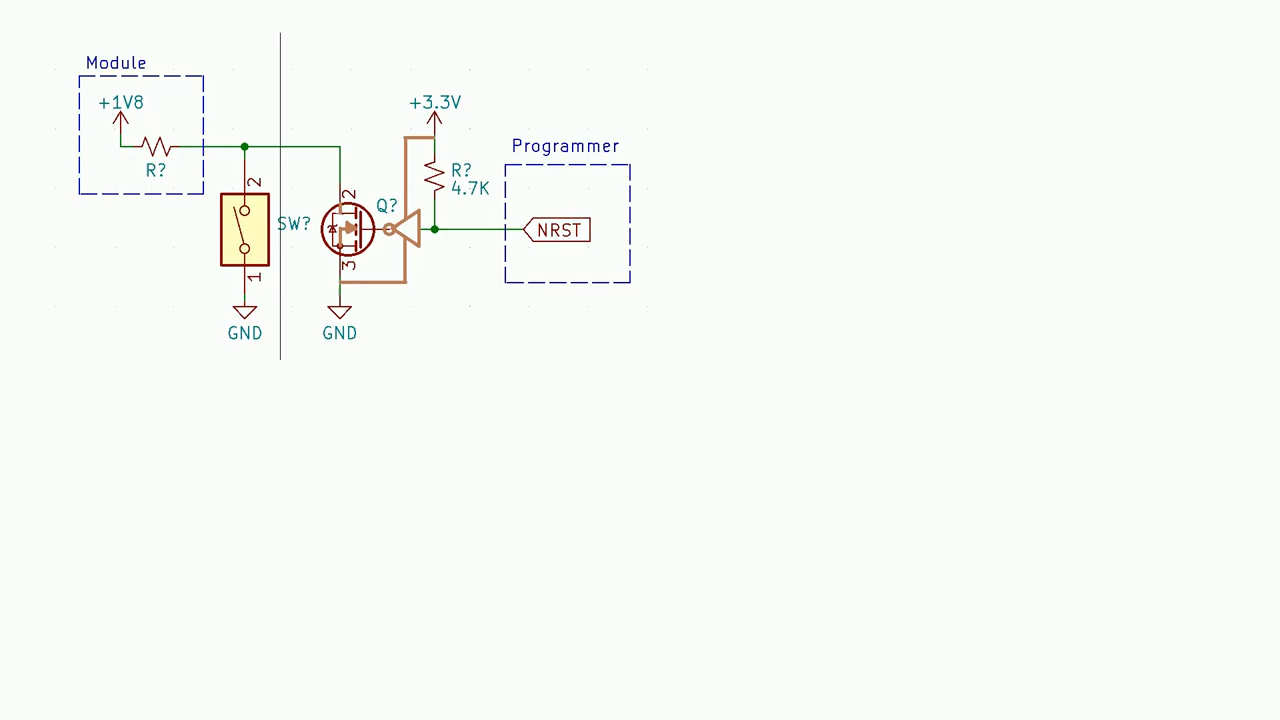 Module
+1V8
R?
2
SW?
1
GND
+3.3V
R?
4.7K
Q?
2
3
GND
Programmer
NRST